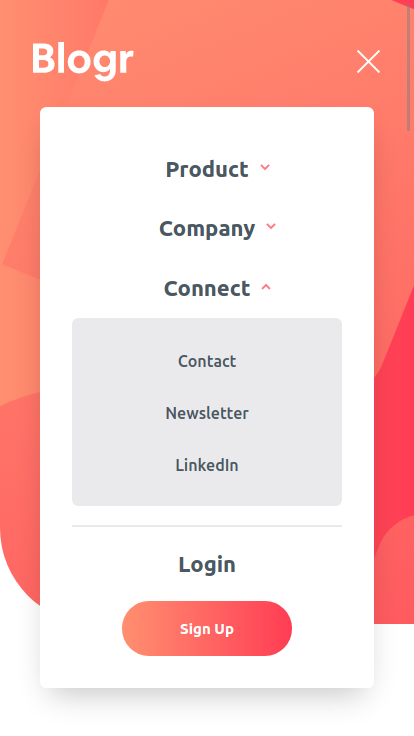 Blogr
Product
Company
Connect
Contact
Newsletter
LinkedIn
Login
Sign Up